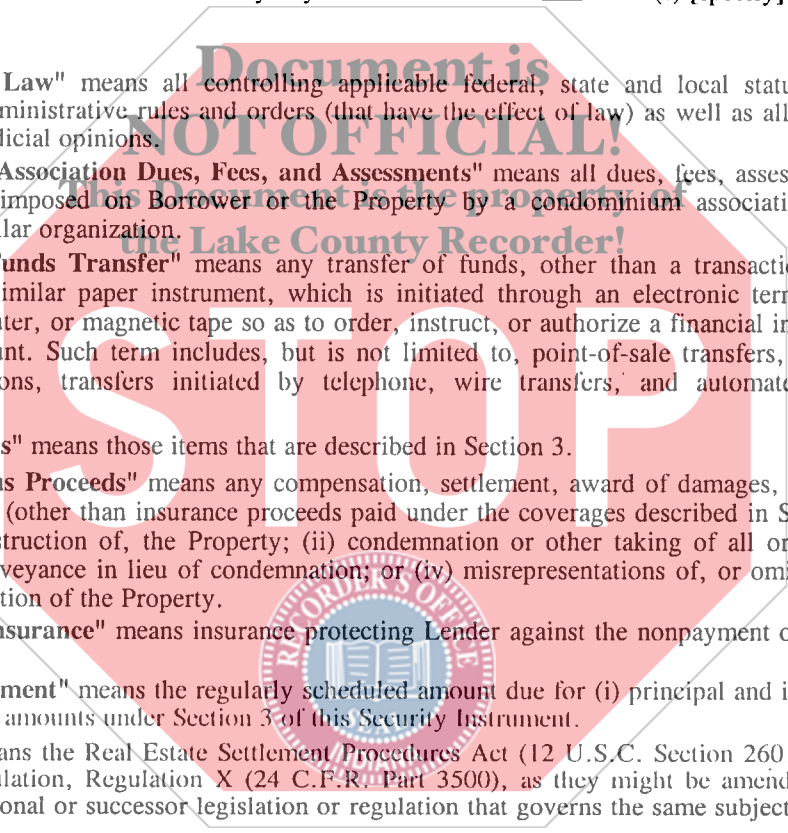 Document is
Law" means all controlling applicable federal, state and local statu
ministrative rules and orders (that have the effect of law) as well as all
dicial opinions.
NOT OFFICIAL!
Association Dues, Fees, and Assessments" means all dues, fees, asses
This Document is the property of
imposed on Borrower or the Property by a condominium associati
lar organization.
the Lake County Recorder!
unds Transfer" means any transfer of funds, other than a transacti
imilar paper instrument, which is initiated through an electronic ter
ter, or magnetic tape so as to order, instruct, or authorize a financial in
unt. Such term includes, but is not limited to, point-of-sale transfers,
ons, transfers initiated by telephone, wire transfers, and automate
STOP
s" means those items that are described in Section 3.
us Proceeds" means any compensation, settlement, award of damages,
(other than insurance proceeds paid under the coverages described in S
struction of, the Property; (ii) condemnation or other taking of all or
veyance in lieu of condemnation; or (iv) misrepresentations of, or omi
tion of the Property.
RECORDER'S OFFICE
nsurance" means insurance protecting Lender against the nonpayment o
ment" means the regularly scheduled amount due for (i) principal and i
amounts under Section 3 of this Security Instrument.
SEAL
ans the Real Estate Settlement Procedures Act (12 U.S.C. Section 260
ulation, Regulation X (24 C.F.R. Part 3500), as they might be amend
onal or successor legislation or regulation that governs the same subject